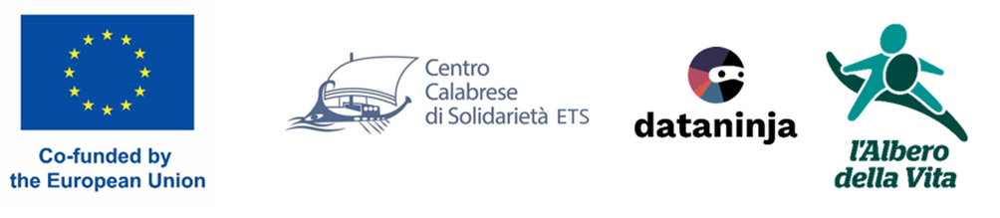 Co-funded by
the European Union
Centro
Calabrese
di Solidarietà ETS
dataninja
l'Albero
della Vita